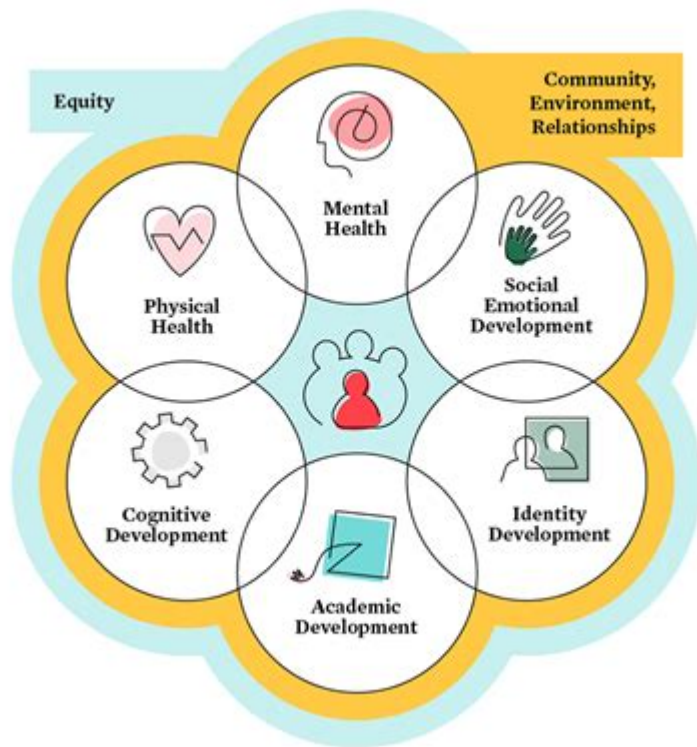 Equity
Community,
Environment,
Relationships
Mental
Health
Physical
Health
Social
Emotional
Development
Cognitive
Development
Identity
Development
Academic
Development